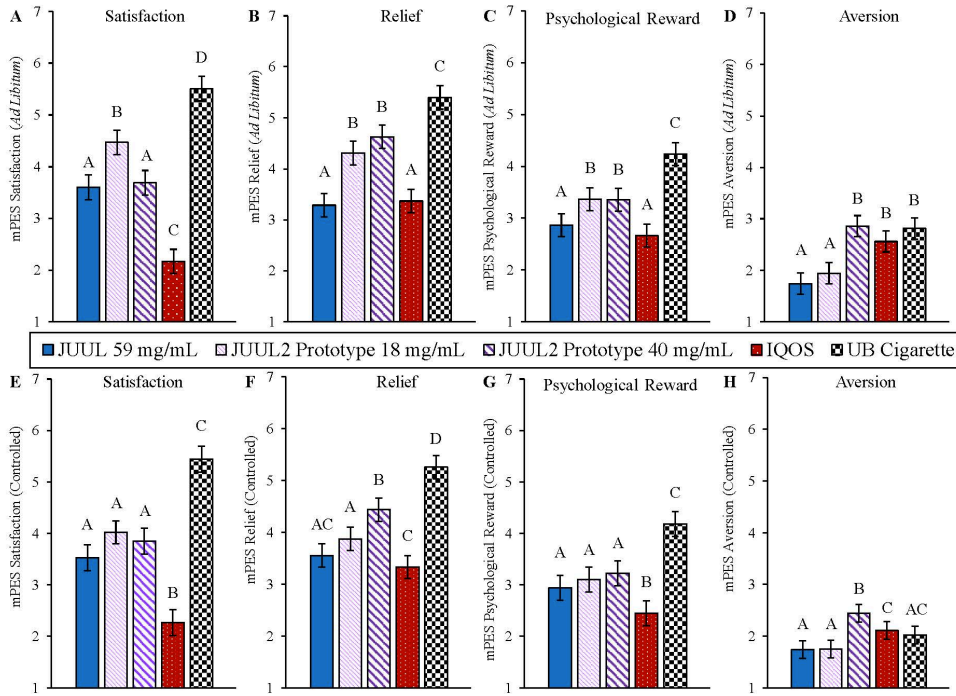 A
Satisfaction
mPES Satisfaction (Ad Libitum)
7
6
5
4
3
2
1
A
B
A
C
D
B
Relief
mPES Relief (Ad Libitum)
7
6
5
4
3
2
1
A
B
B
A
C
C
Psychological Reward
mPES Psychological Reward (Ad Libitum)
7
6
5
4
3
2
1
A
B
B
A
C
D
Aversion
mPES Aversion (Ad Libitum)
7
6
5
4
3
2
1
A
A
B
B
B
JUUL 59 mg/mL JUUL2 Prototype 18 mg/mL JUUL2 Prototype 40 mg/mL IQOS UB Cigarette
E
Satisfaction
mPES Satisfaction (Controlled)
7
6
5
4
3
2
1
A
A
A
B
C
F
Relief
mPES Relief (Controlled)
7
6
5
4
3
2
1
AC
A
B
C
D
G
Psychological Reward
mPES Psychological Reward (Controlled)
7
6
5
4
3
2
1
A
A
A
B
C
H
Aversion
mPES Aversion (Controlled)
7
6
5
4
3
2
1
A
A
B
C
AC